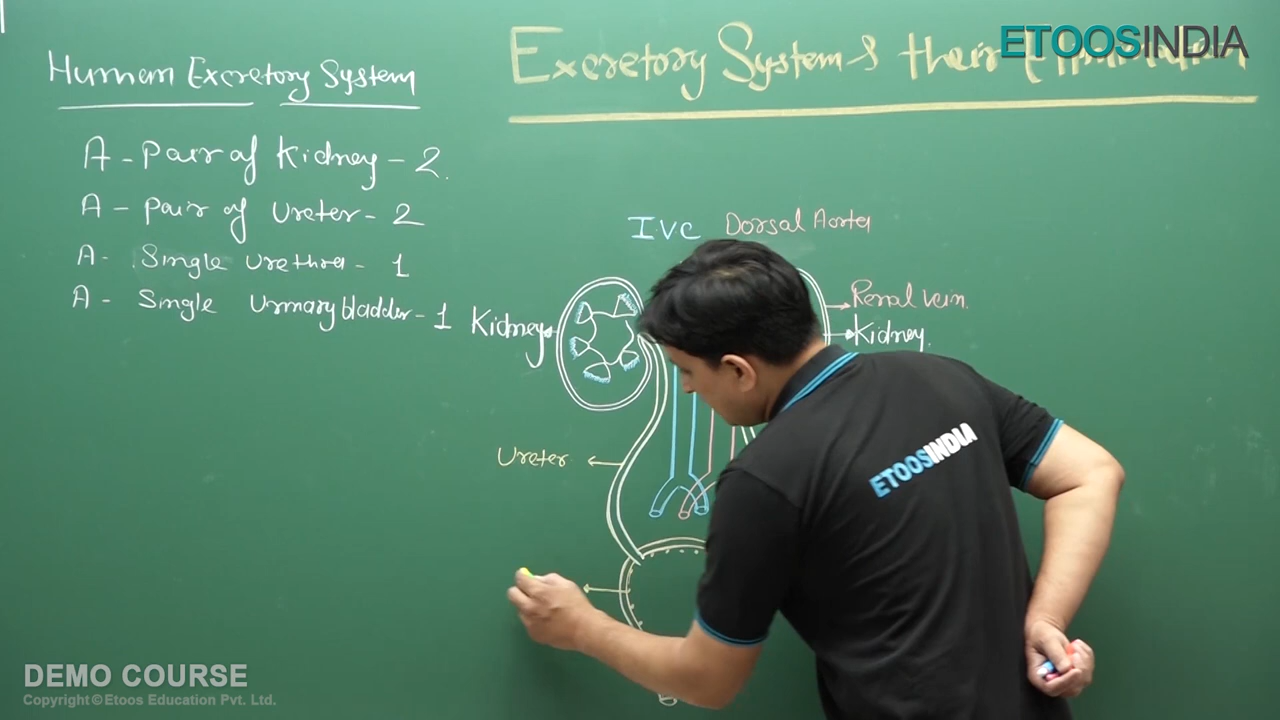 Human Excretory System
A - Pair of Kidney - 2.
A - Pair of Ureter - 2
A - Single Urethra - 1
A - Single Urinary bladder - 1
Excretory System & their
ETOOSINDIA
IVC Dorsal Aorta
Renal vein.
Kidney
Kidney.
Ureter
ETOOSINDIA
DEMO COURSE
Copyright © Etoos Education Pvt. Ltd.